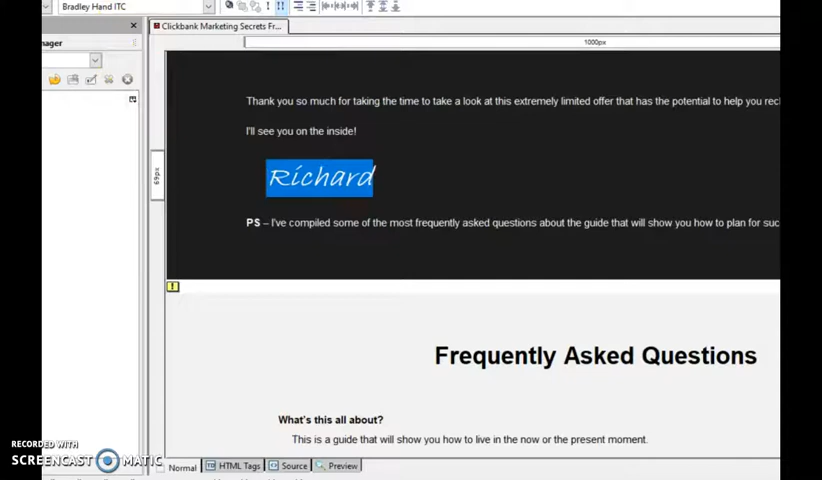 Bradley Hand ITC
Clickbank Marketing Secrets Fr...
mager
1000px
Thank you so much for taking the time to take a look at this extremely limited offer that has the potential to help you rec
I'll see you on the inside!
69px
Richard
PS – I've compiled some of the most frequently asked questions about the guide that will show you how to plan for suc
Frequently Asked Questions
What's this all about?
This is a guide that will show you how to live in the now or the present moment.
RECORDED WITH
SCREENCAST MATIC
Normal HTML Tags Source Preview